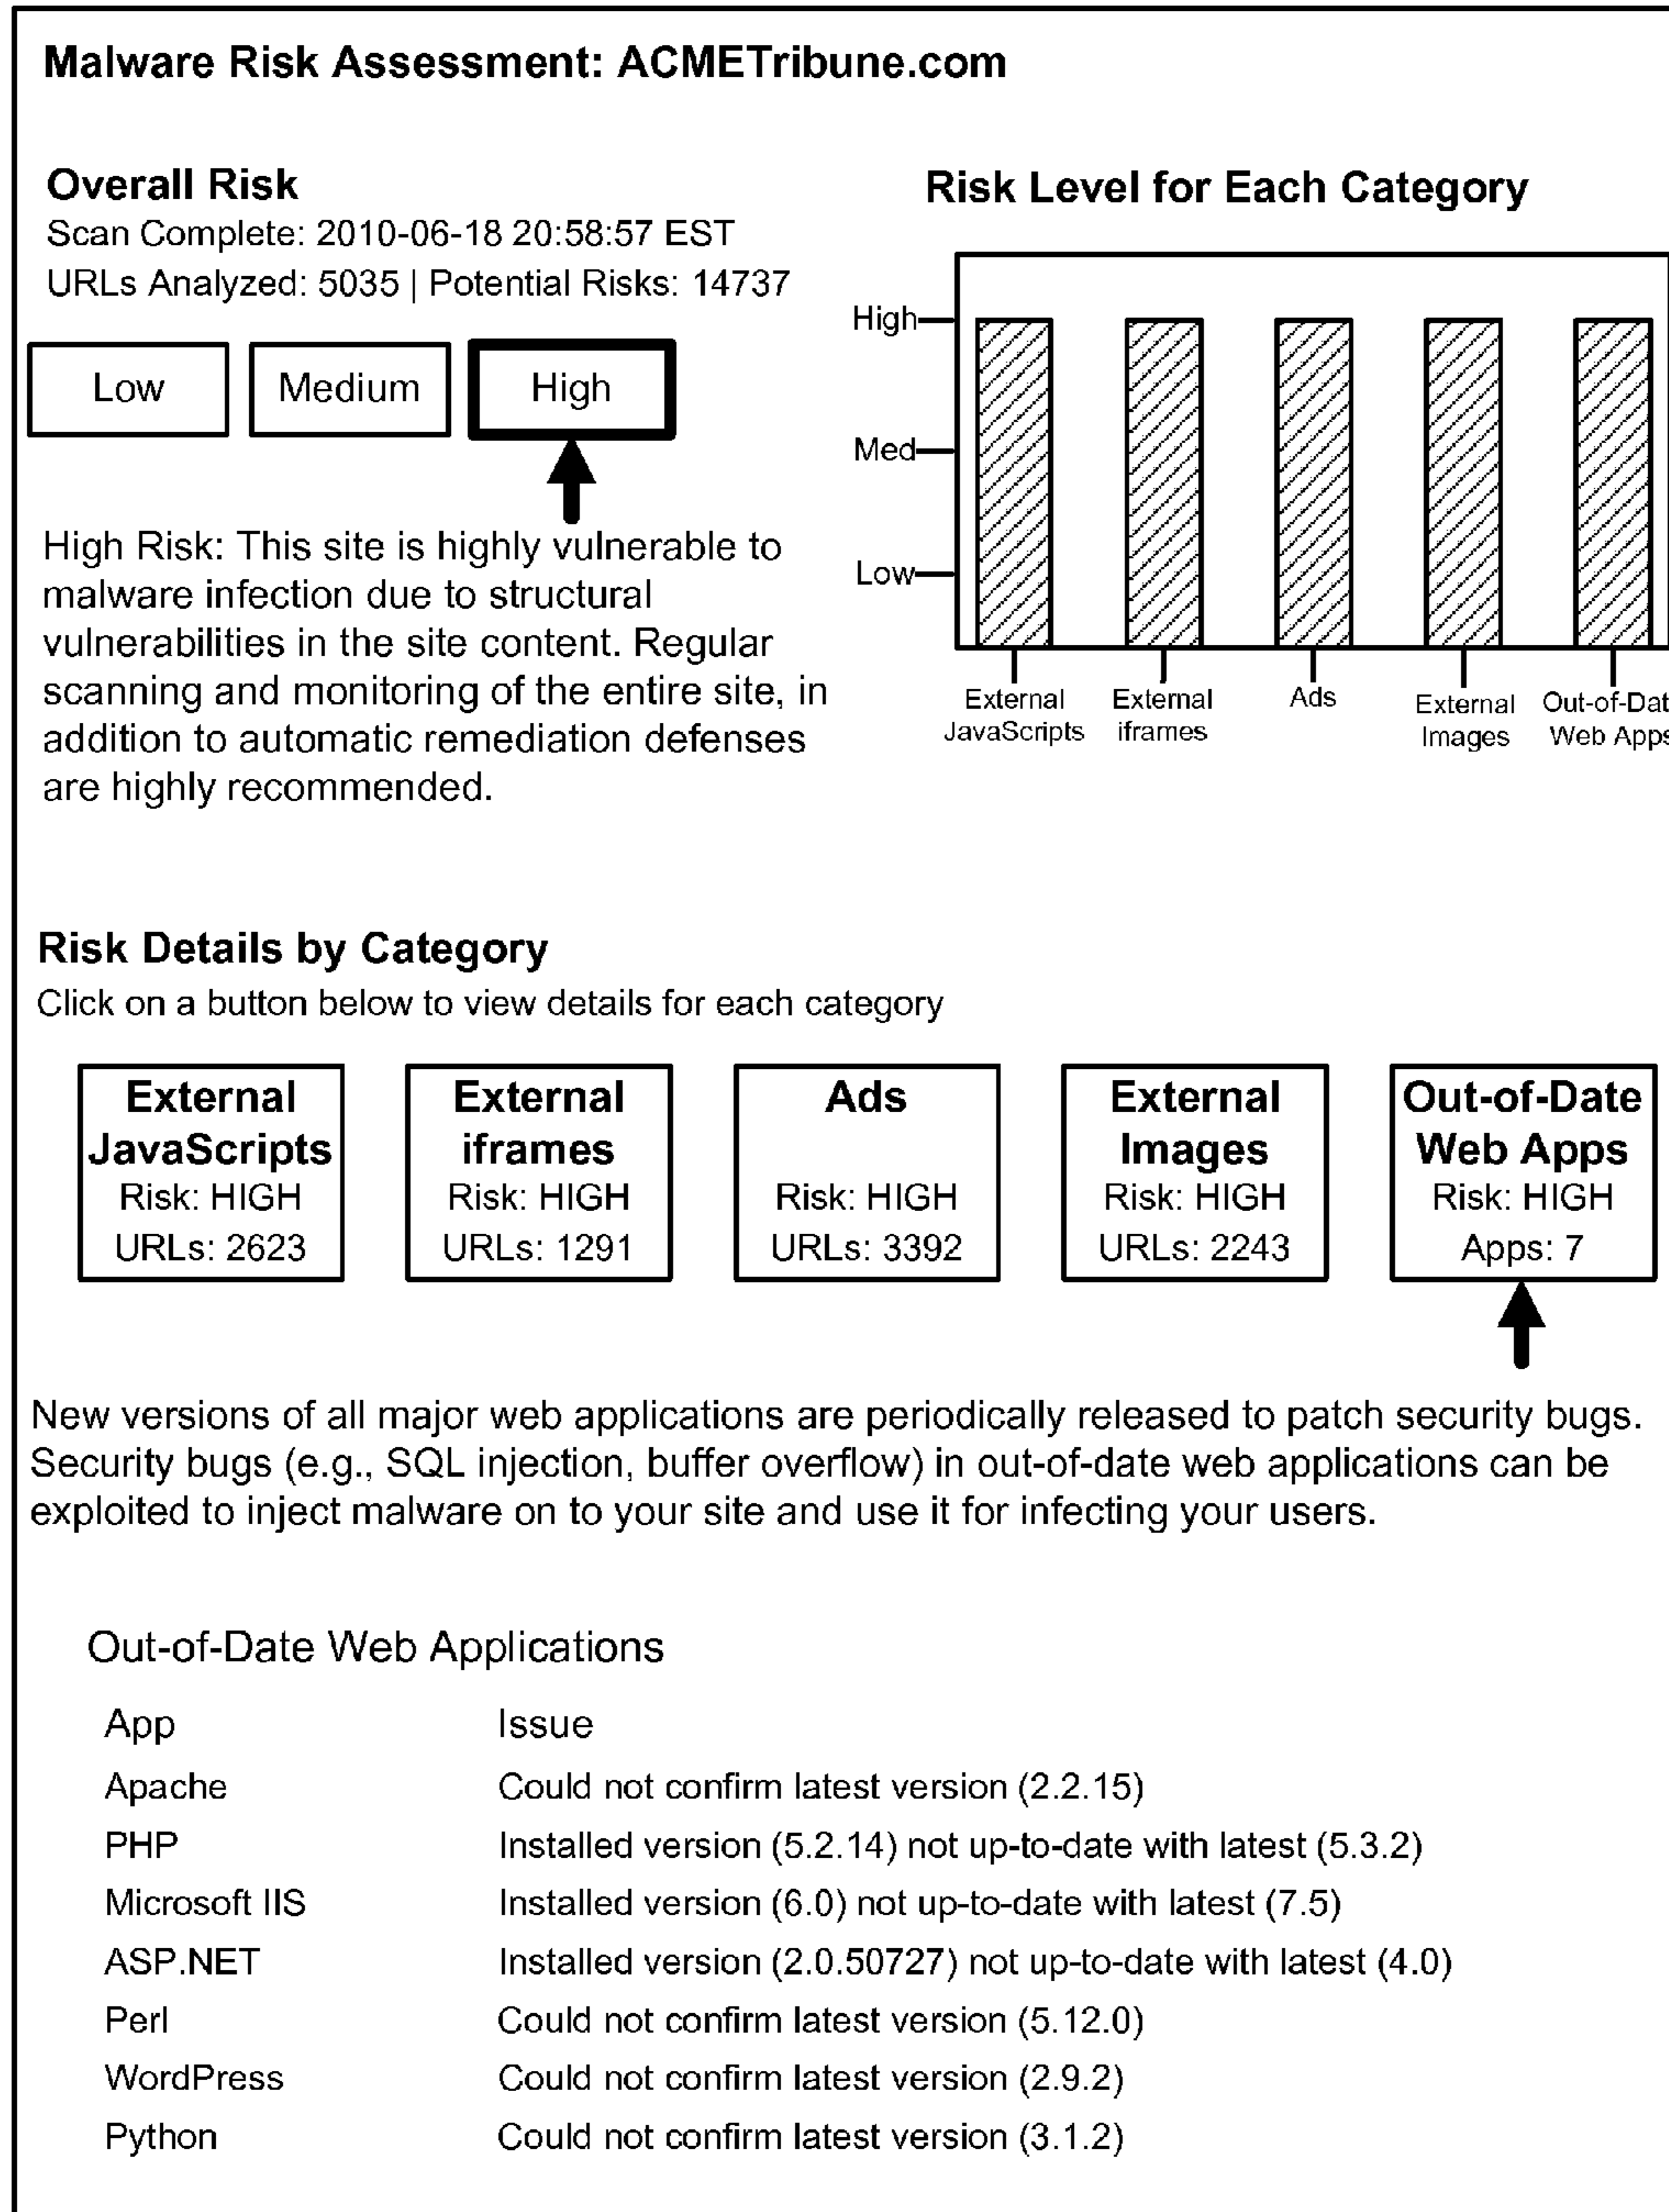 Malware Risk Assessment: ACMETribune.com
Overall Risk
Scan Complete: 2010-06-18 20:58:57 EST
URLs Analyzed: 5035 | Potential Risks: 14737
Low
Medium
High
High Risk: This site is highly vulnerable to
malware infection due to structural
vulnerabilities in the site content. Regular
scanning and monitoring of the entire site, in
addition to automatic remediation defenses
are highly recommended.
Risk Level for Each Category
High
Med
Low
External
JavaScripts
External
iframes
Ads
External
Images
Out-of-Dat
Web Apps
Risk Details by Category
Click on a button below to view details for each category
External
JavaScripts
Risk: HIGH
URLs: 2623
External
iframes
Risk: HIGH
URLs: 1291
Ads
Risk: HIGH
URLs: 3392
External
Images
Risk: HIGH
URLs: 2243
Out-of-Date
Web Apps
Risk: HIGH
Apps: 7
New versions of all major web applications are periodically released to patch security bugs.
Security bugs (e.g., SQL injection, buffer overflow) in out-of-date web applications can be
exploited to inject malware on to your site and use it for infecting your users.
Out-of-Date Web Applications
App Issue
Apache Could not confirm latest version (2.2.15)
PHP Installed version (5.2.14) not up-to-date with latest (5.3.2)
Microsoft IIS Installed version (6.0) not up-to-date with latest (7.5)
ASP.NET Installed version (2.0.50727) not up-to-date with latest (4.0)
Perl Could not confirm latest version (5.12.0)
WordPress Could not confirm latest version (2.9.2)
Python Could not confirm latest version (3.1.2)